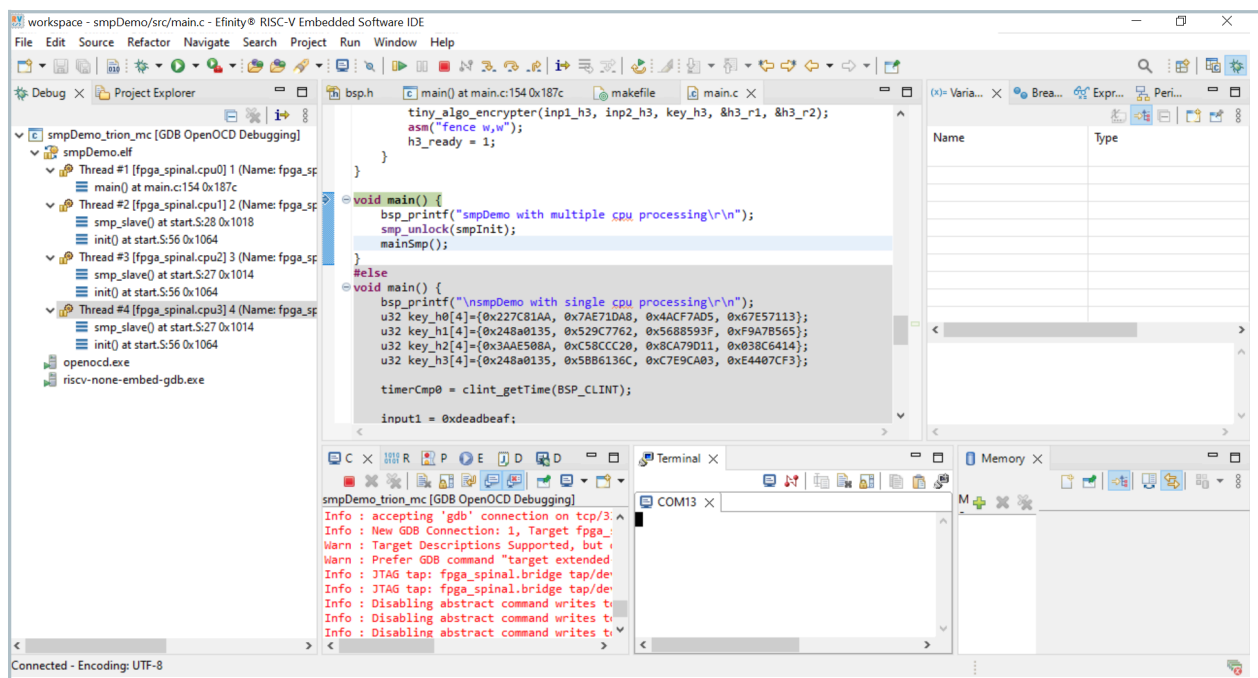 workspace - smpDemo/src/main.c - Efinity® RISC-V Embedded Software IDE
File Edit Source Refactor Navigate Search Project Run Window Help
Debug Project Explorer
smpDemo_trion_mc [GDB OpenOCD Debugging]
smpDemo.elf
Thread #1 [fpga_spinal.cpu0] 1 (Name: fpga_sp
main() at main.c:154 0x187c
Thread #2 [fpga_spinal.cpu1] 2 (Name: fpga_sp
smp_slave() at start.S:28 0x1018
init() at start.S:56 0x1064
Thread #3 [fpga_spinal.cpu2] 3 (Name: fpga_sp
smp_slave() at start.S:27 0x1014
init() at start.S:56 0x1064
Thread #4 [fpga_spinal.cpu3] 4 (Name: fpga_sp
smp_slave() at start.S:27 0x1014
init() at start.S:56 0x1064
openocd.exe
riscv-none-embed-gdb.exe
bsp.h main() at main.c:154 0x187c makefile main.c
tiny_algo_encrypter(inp1_h3, inp2_h3, key_h3, &h3_r1, &h3_r2);
asm("fence w,w");
h3_ready = 1;
}
}
void main() {
bsp_printf("smpDemo with multiple cpu processing\r\n");
smp_unlock(smpInit);
mainSmp();
}
#else
void main() {
bsp_printf("\nsmpDemo with single cpu processing\r\n");
u32 key_h0[4]={0x227C81AA, 0x7AE71DA8, 0x4ACF7AD5, 0x67E57113};
u32 key_h1[4]={0x248a0135, 0x529C7762, 0x5688593F, 0xF9A7B565};
u32 key_h2[4]={0x3AAE508A, 0xC58CCC20, 0x8CA79D11, 0x038C6414};
u32 key_h3[4]={0x248a0135, 0x5BB6136C, 0xC7E9CA03, 0xE4407CF3};
timerCmp0 = clint_getTime(BSP_CLINT);
input1 = 0xdeadbeaf;
(x)= Varia... Brea... Expr... Peri...
Name Type
C R P E D D
smpDemo_trion_mc [GDB OpenOCD Debugging]
Info : accepting 'gdb' connection on tcp/3
Info : New GDB Connection: 1, Target fpga_
Warn : Target Descriptions Supported, but
Warn : Prefer GDB command "target extended
Info : JTAG tap: fpga_spinal.bridge tap/de
Info : JTAG tap: fpga_spinal.bridge tap/de
Info : Disabling abstract command writes t
Info : Disabling abstract command writes t
Info : Disabling abstract command writes t
Terminal
COM13
Memory
M
Connected - Encoding: UTF-8